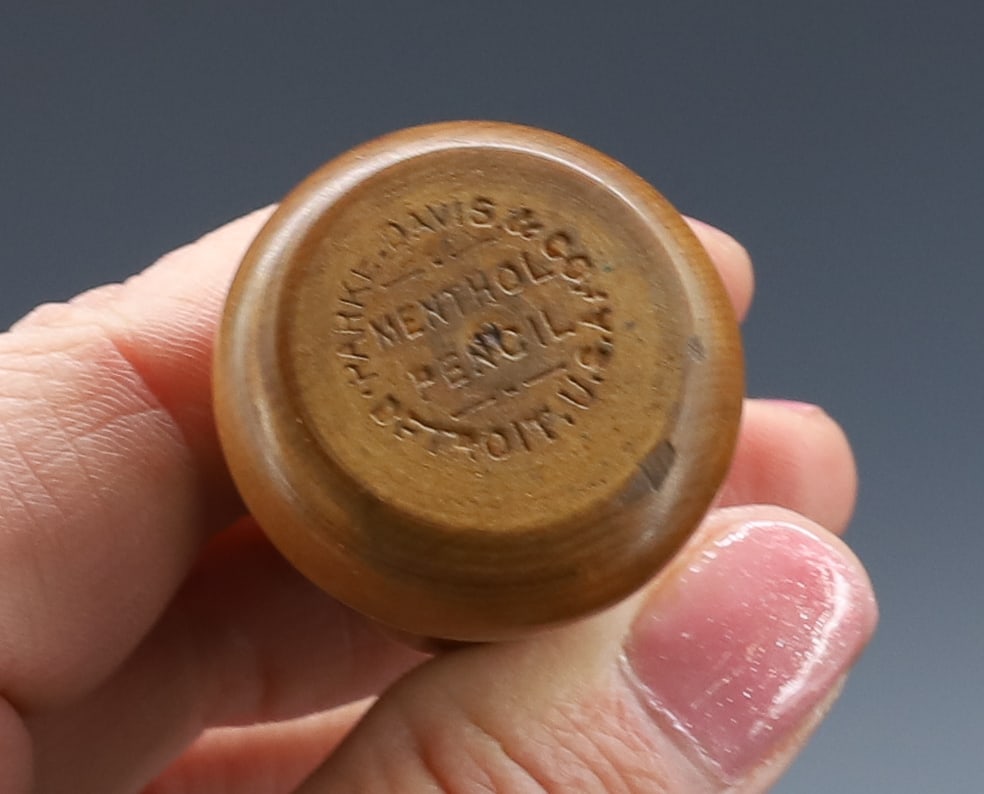 PARKE. DAVIS. & CO.
MENTHOL
PENCIL
DETROIT. U.S.A.